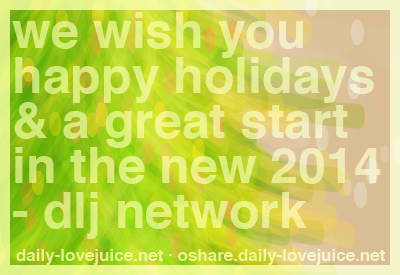 we wish you
happy holidays
& a great start
in the new 2014
- dlj network
daily-lovejuice.net · oshare.daily-lovejuice.net